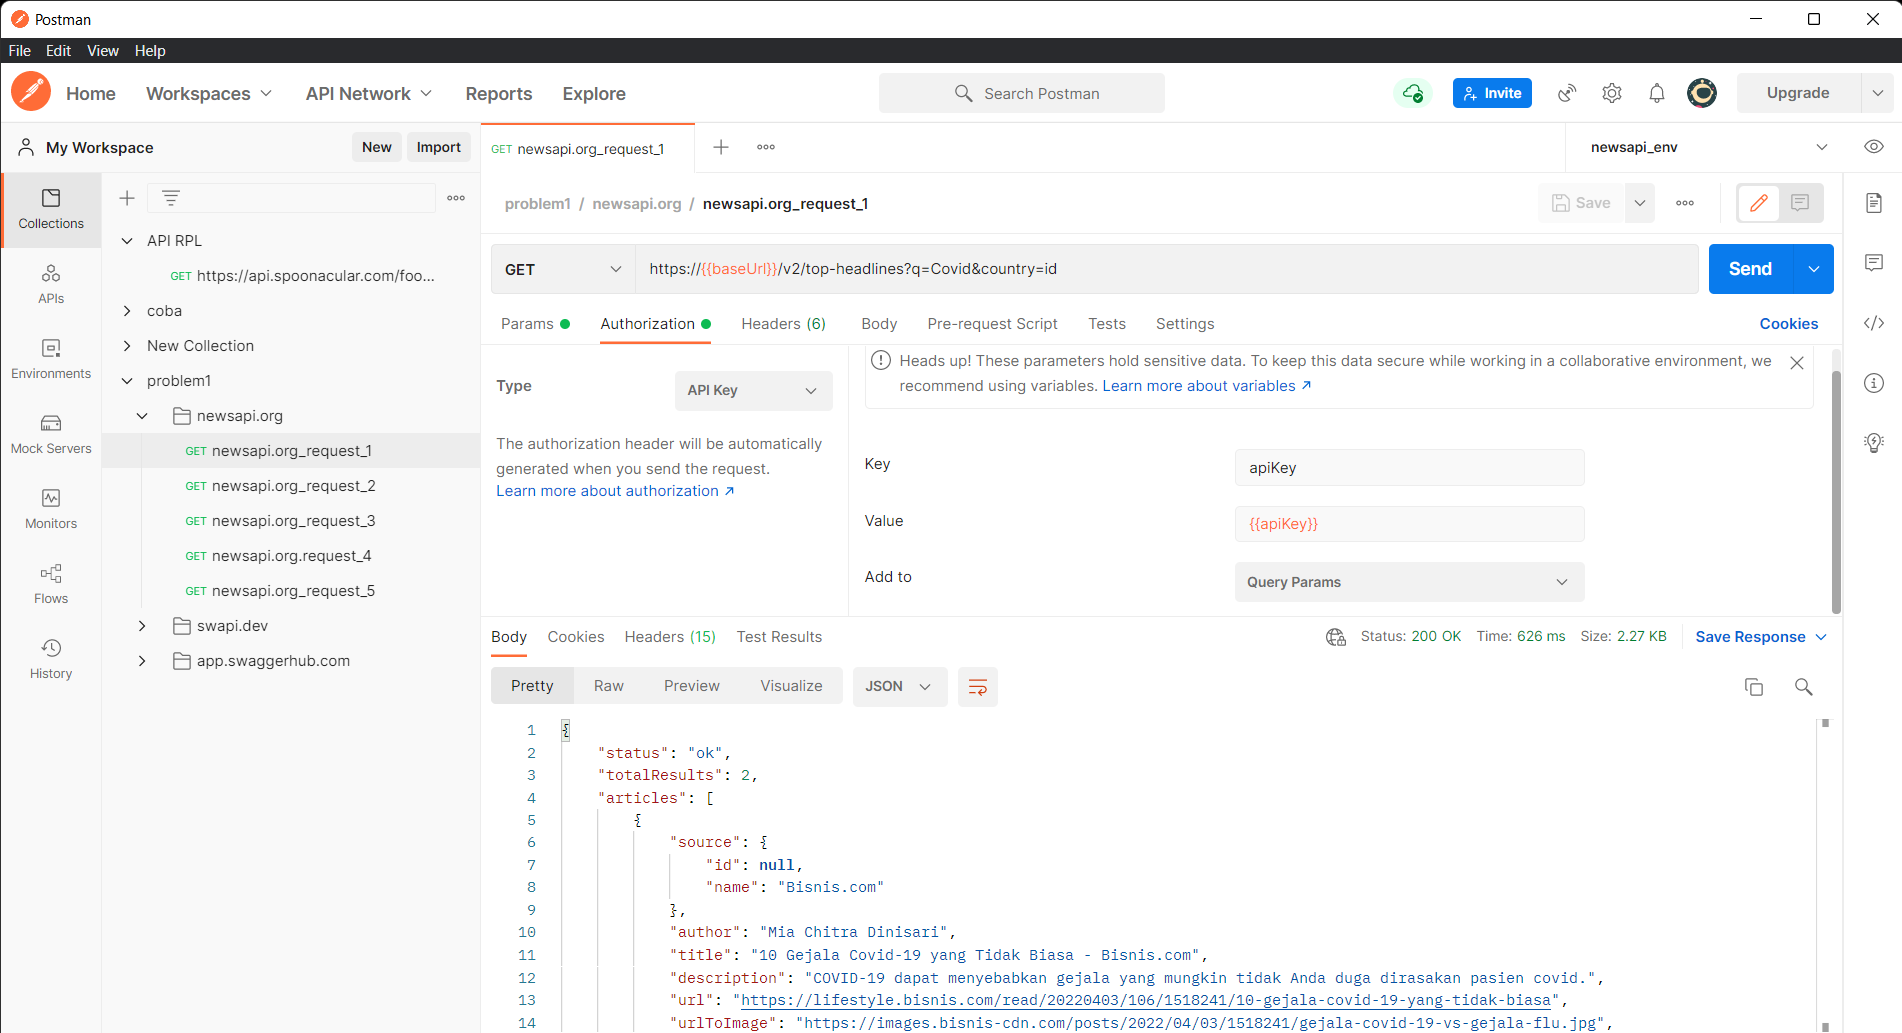 Postman
File Edit View Help
Home Workspaces API Network Reports Explore Search Postman Invite Upgrade
My Workspace New Import
GET newsapi.org_request_1 newsapi_env
problem1 / newsapi.org / newsapi.org_request_1 Save
GET https://{{baseUrl}}/v2/top-headlines?q=Covid&country=id Send
Params Authorization Headers (6) Body Pre-request Script Tests Settings Cookies
Collections
APIs
Environments
Mock Servers
Monitors
Flows
History
API RPL
GET https://api.spoonacular.com/foo...
coba
New Collection
problem1
newsapi.org
GET newsapi.org_request_1
GET newsapi.org_request_2
GET newsapi.org_request_3
GET newsapi.org.request_4
GET newsapi.org_request_5
swapi.dev
app.swaggerhub.com
Type API Key
The authorization header will be automatically
generated when you send the request.
Learn more about authorization ↗
Heads up! These parameters hold sensitive data. To keep this data secure while working in a collaborative environment, we
recommend using variables. Learn more about variables ↗
Key apiKey
Value {{apiKey}}
Add to Query Params
Body Cookies Headers (15) Test Results Status: 200 OK Time: 626 ms Size: 2.27 KB Save Response
Pretty Raw Preview Visualize JSON
1 {
2 "status": "ok",
3 "totalResults": 2,
4 "articles": [
5 {
6 "source": {
7 "id": null,
8 "name": "Bisnis.com"
9 },
10 "author": "Mia Chitra Dinisari",
11 "title": "10 Gejala Covid-19 yang Tidak Biasa - Bisnis.com",
12 "description": "COVID-19 dapat menyebabkan gejala yang mungkin tidak Anda duga dirasakan pasien covid.",
13 "url": "https://lifestyle.bisnis.com/read/20220403/106/1518241/10-gejala-covid-19-yang-tidak-biasa",
14 "urlToImage": "https://images.bisnis-cdn.com/posts/2022/04/03/1518241/gejala-covid-19-vs-gejala-flu.jpg",